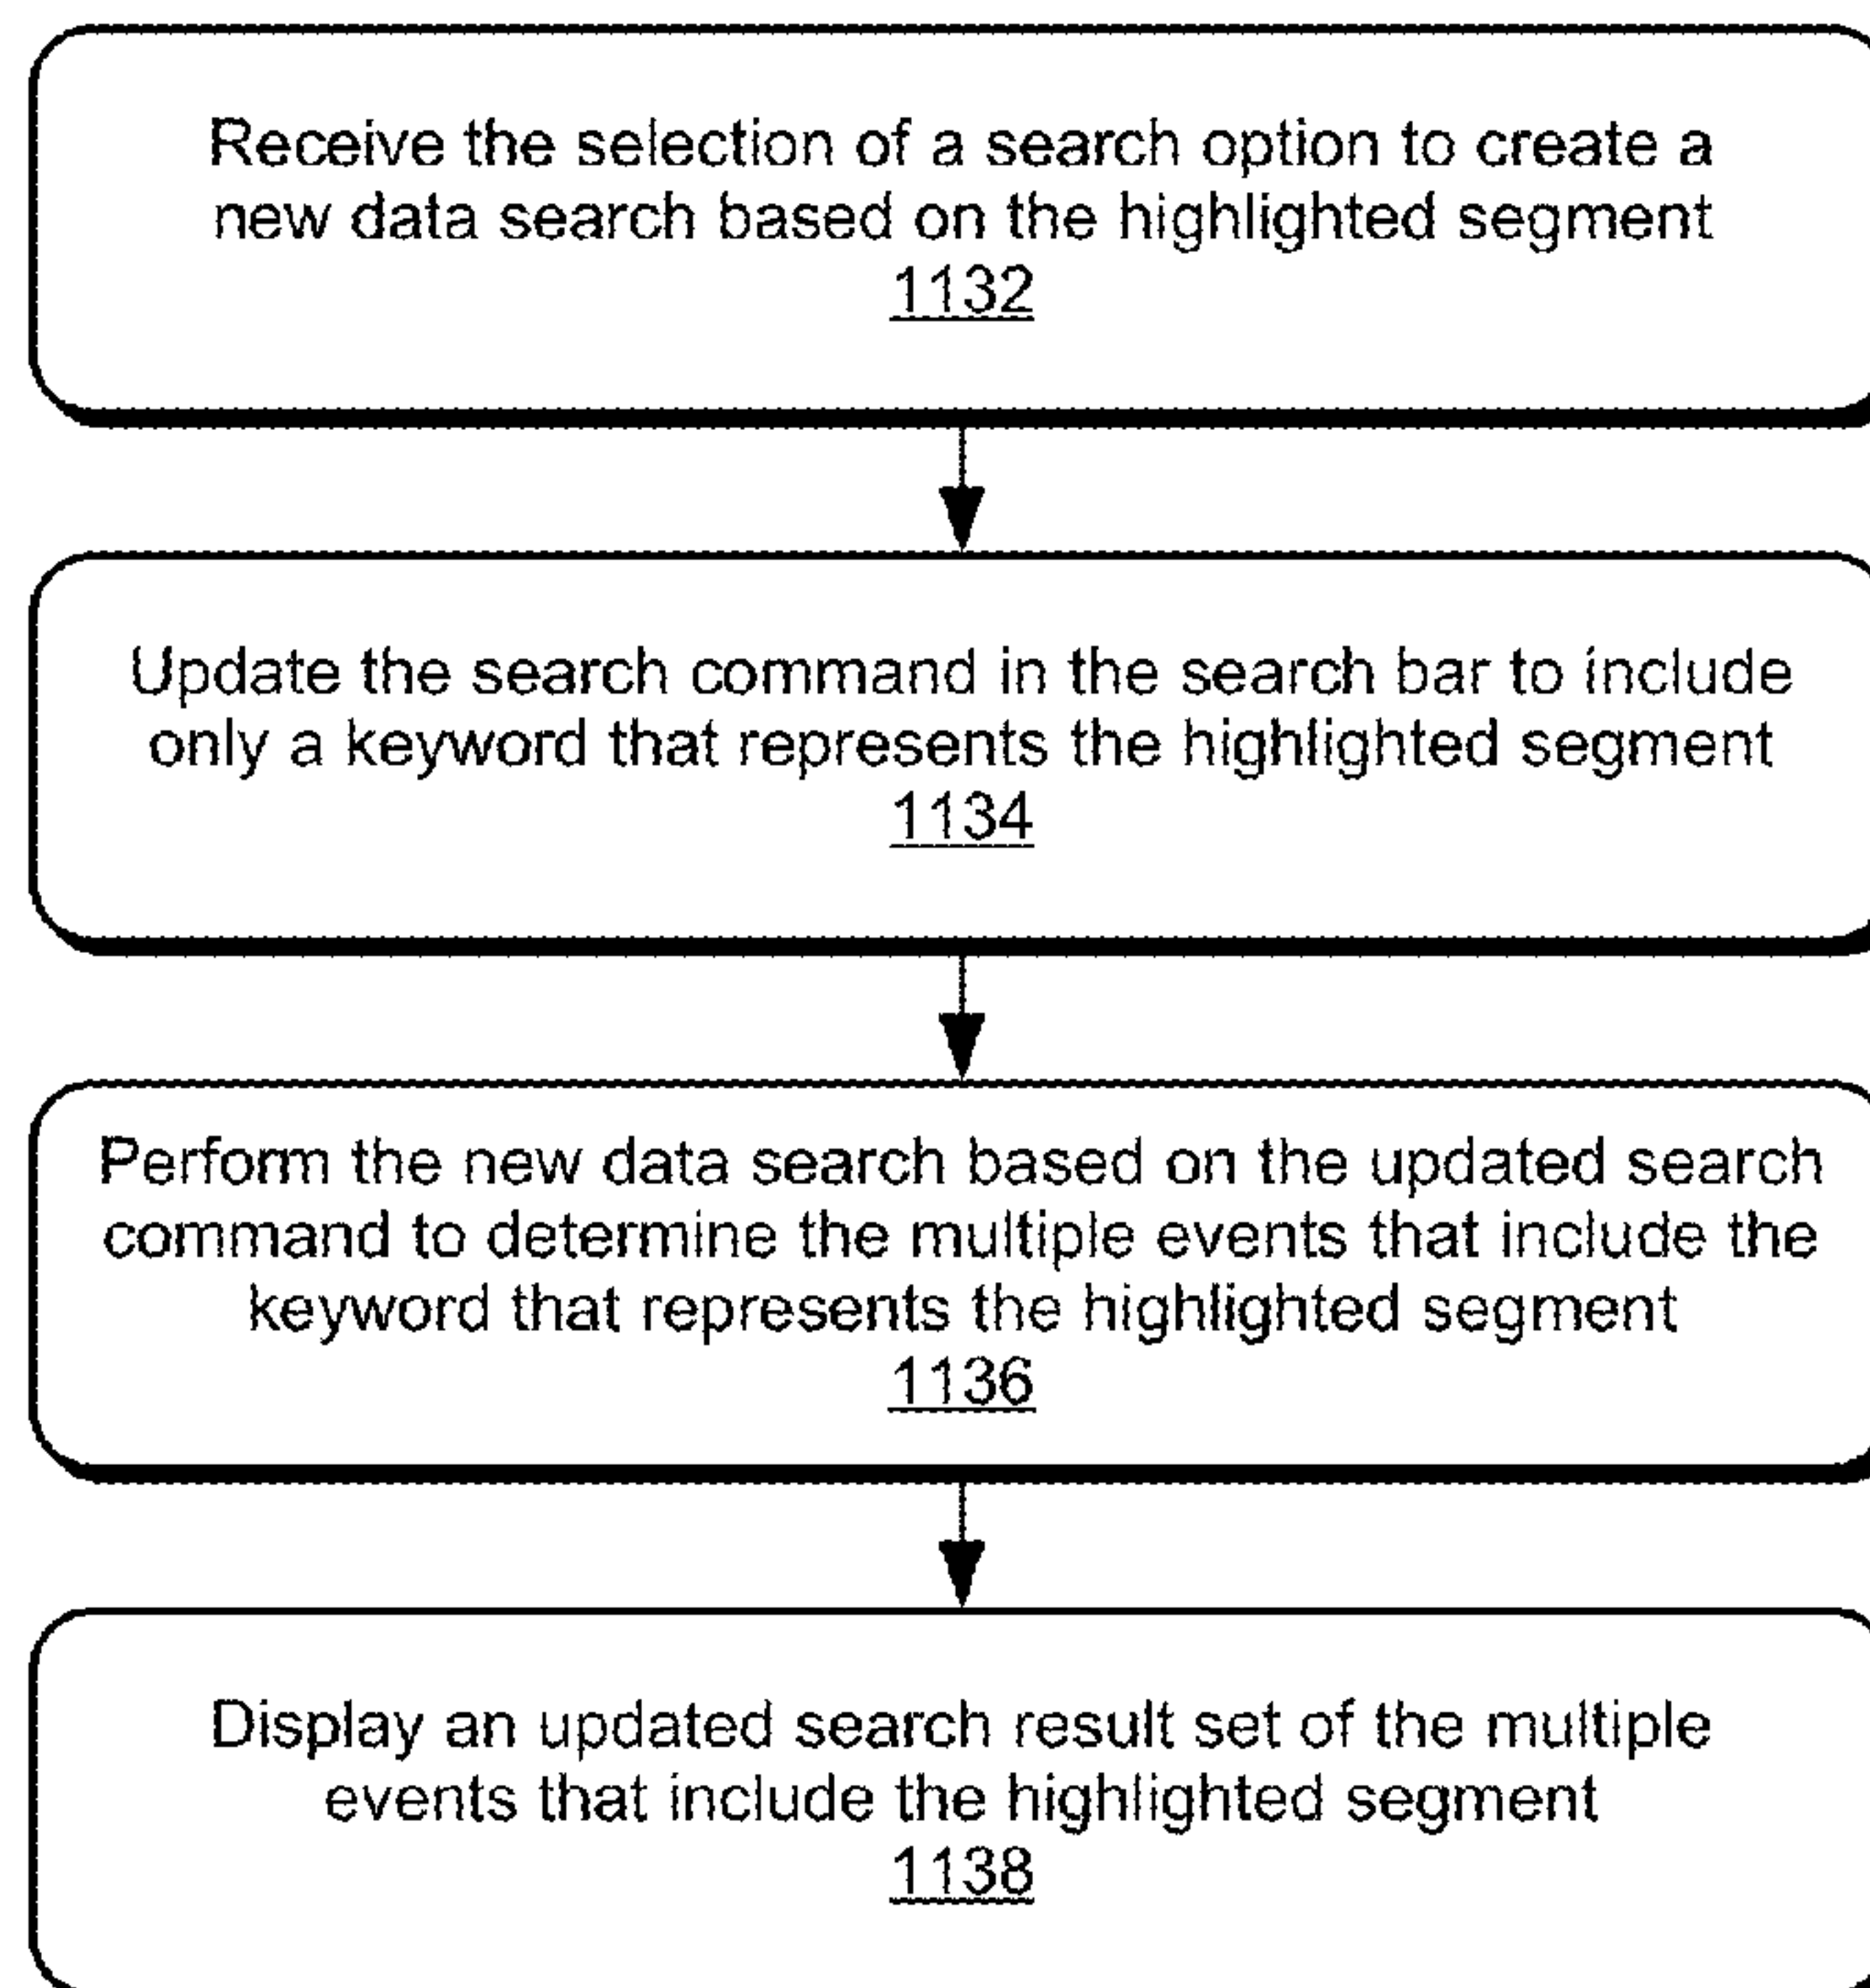 Receive the selection of a search option to create a
new data search based on the highlighted segment
1132
Update the search command in the search bar to include
only a keyword that represents the highlighted segment
1134
Perform the new data search based on the updated search
command to determine the multiple events that include the
keyword that represents the highlighted segment
1136
Display an updated search result set of the multiple
events that include the highlighted segment
1138